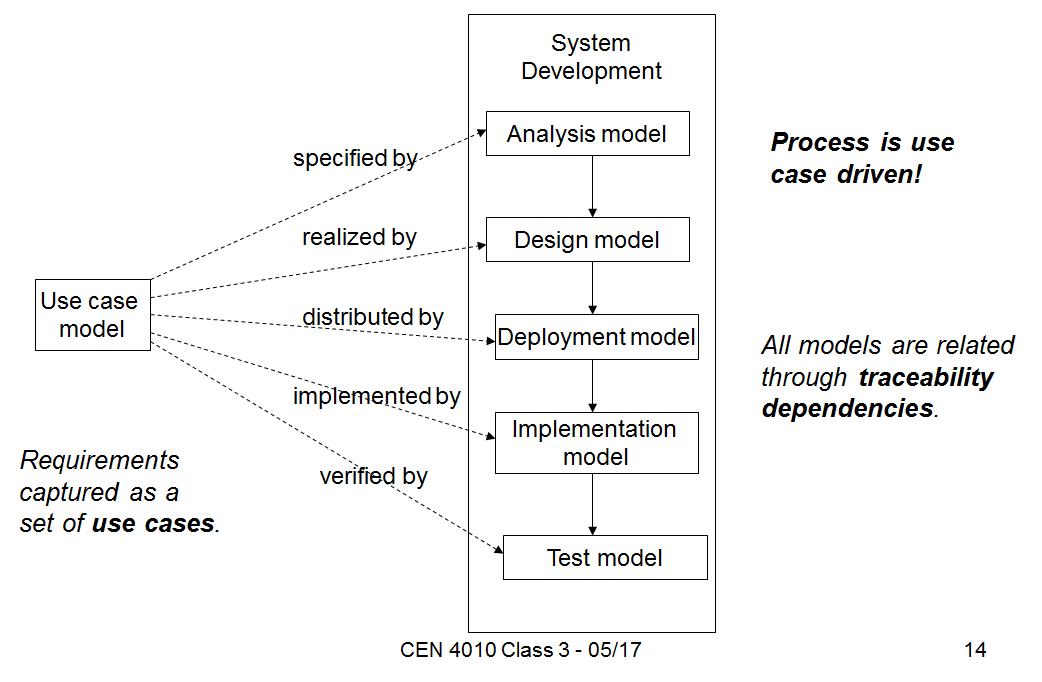 System
Development
Analysis model
Process is use
case driven!
specified by
realized by
Design model
Use case
model
distributed by
Deployment model
All models are related
through traceability
dependencies.
implemented by
Implementation
model
Requirements
captured as a
set of use cases.
verified by
Test model
CEN 4010 Class 3 - 05/17
14